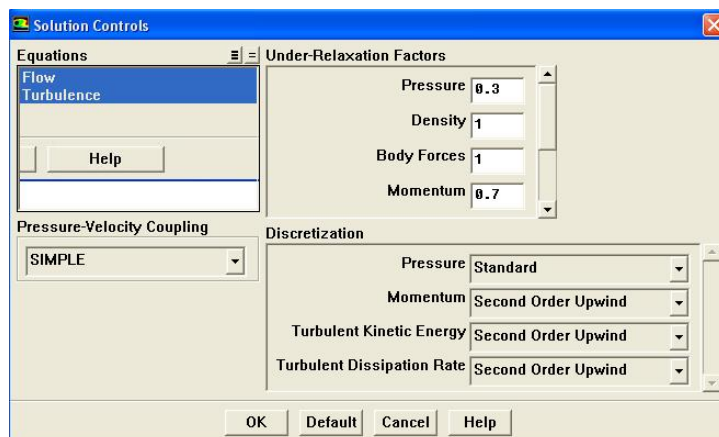 Solution Controls
Equations
Flow
Turbulence
Help
Pressure-Velocity Coupling
SIMPLE
Under-Relaxation Factors
Pressure 0.3
Density 1
Body Forces 1
Momentum 0.7
Discretization
Pressure Standard
Momentum Second Order Upwind
Turbulent Kinetic Energy Second Order Upwind
Turbulent Dissipation Rate Second Order Upwind
OK Default Cancel Help